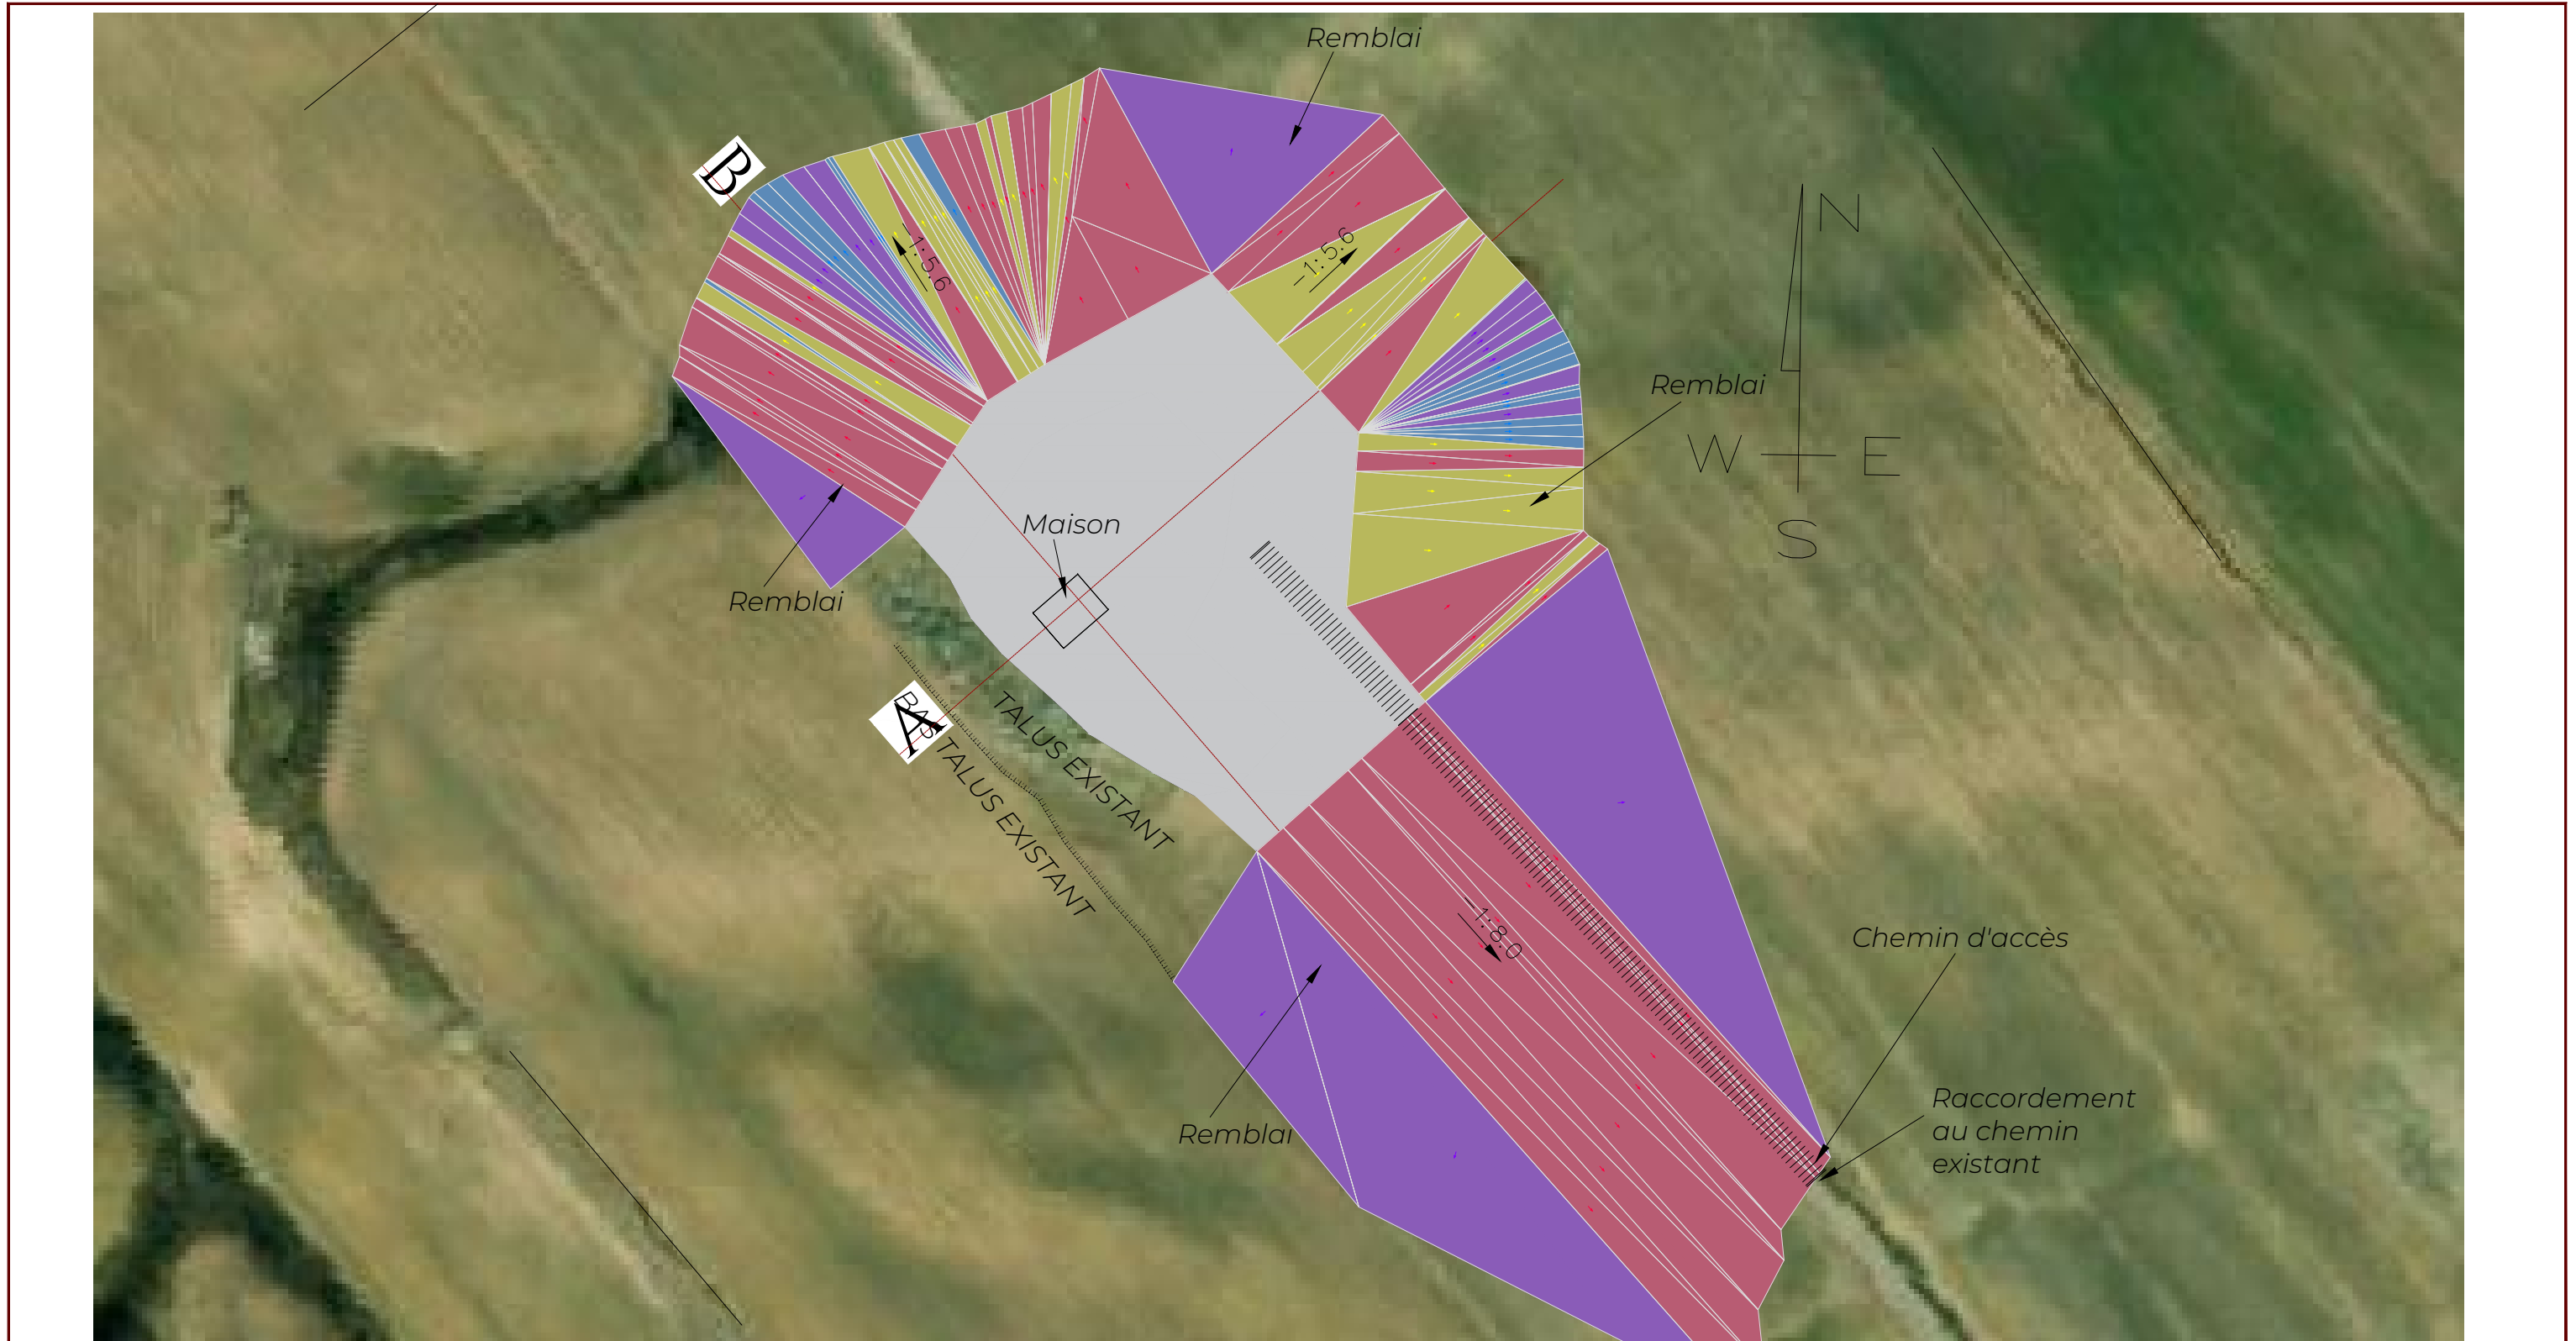 Remblai
B
N
-1:5.6
-1:5.6
Remblai
W E
S
Maison
Remblai
A
TALUS EXISTANT
BAS TALUS EXISTANT
-1:8.0
Chemin d'accès
Raccordement
au chemin
existant
Remblai